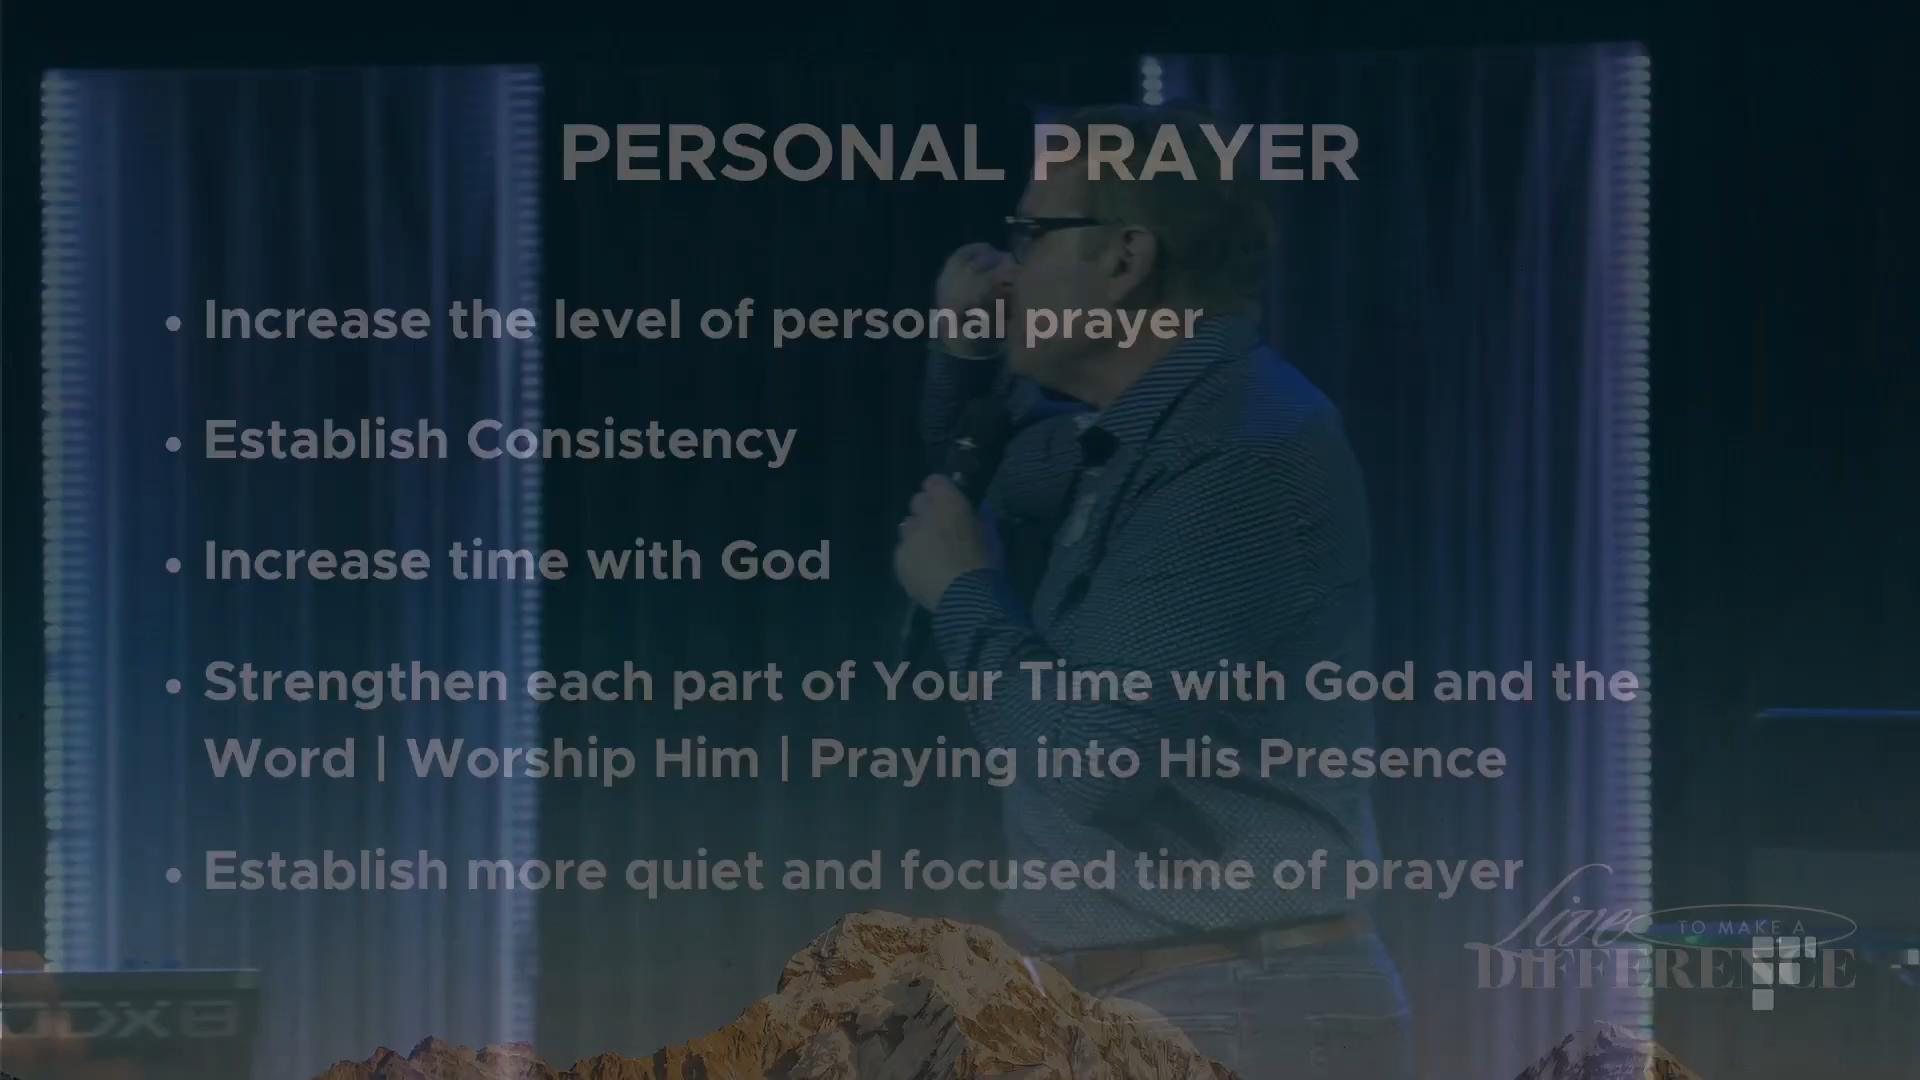 PERSONAL PRAYER
• Increase the level of personal prayer
• Establish Consistency
• Increase time with God
• Strengthen each part of Your Time with God and the
Word | Worship Him | Praying into His Presence
• Establish more quiet and focused time of prayer
Live TO MAKE A
DIFFERENCE